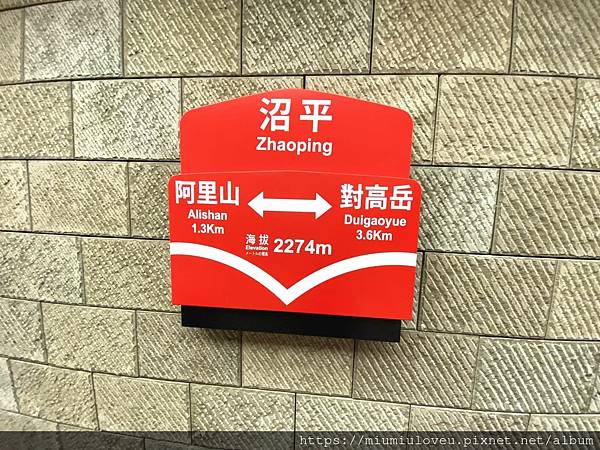 沼平
Zhaoping
阿里山
Alishan
1.3Km
對高岳
Duigaoyue
3.6Km
海拔
Elevation
2274m
https://miumiuloveu.pixnet.net/album